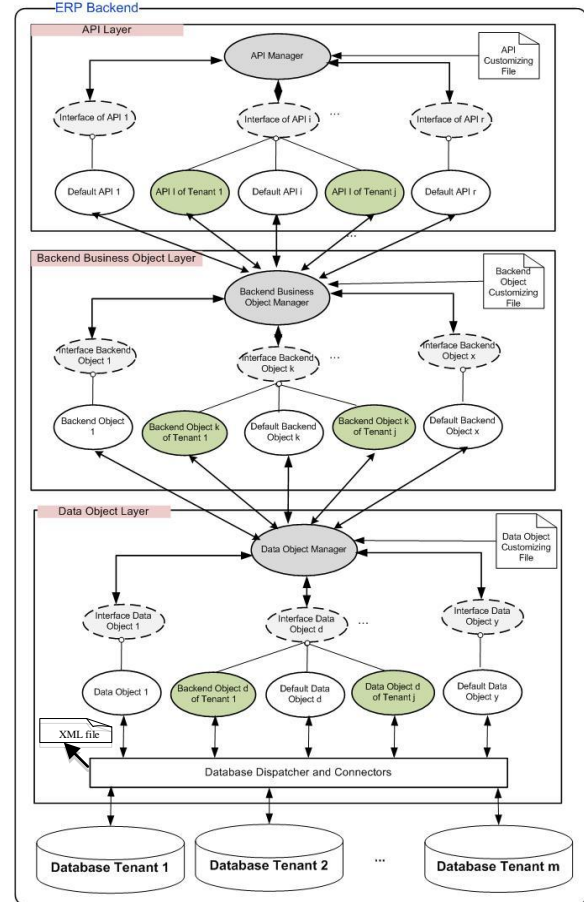 ERP Backend
API Layer
API Manager
API
Customizing
File
Interface of API 1
Interface of API i
...
Interface of API r
Default API 1
API I of Tenant 1
Default API i
API I of Tenant j
Default API r
...
Backend Business Object Layer
Backend Business
Object Manager
Backend
Object
Customizing
File
Interface Backend
Object 1
Interface Backend
Object k
...
Interface Backend
Object x
Backend Object
1
Backend Object k
of Tenant 1
Default Backend
Object k
Backend Object k
of Tenant j
Default Backend
Object x
Data Object Layer
Data Object Manager
Data Object
Customizing
File
Interface Data
Object 1
Interface Data
Object d
...
Interface Data
Object y
Data Object 1
Backend Object d
of Tenant 1
Default Data
Object d
Data Object d
of Tenant j
Default Data
Object y
XML file
Database Dispatcher and Connectors
Database Tenant 1
Database Tenant 2
...
Database Tenant m